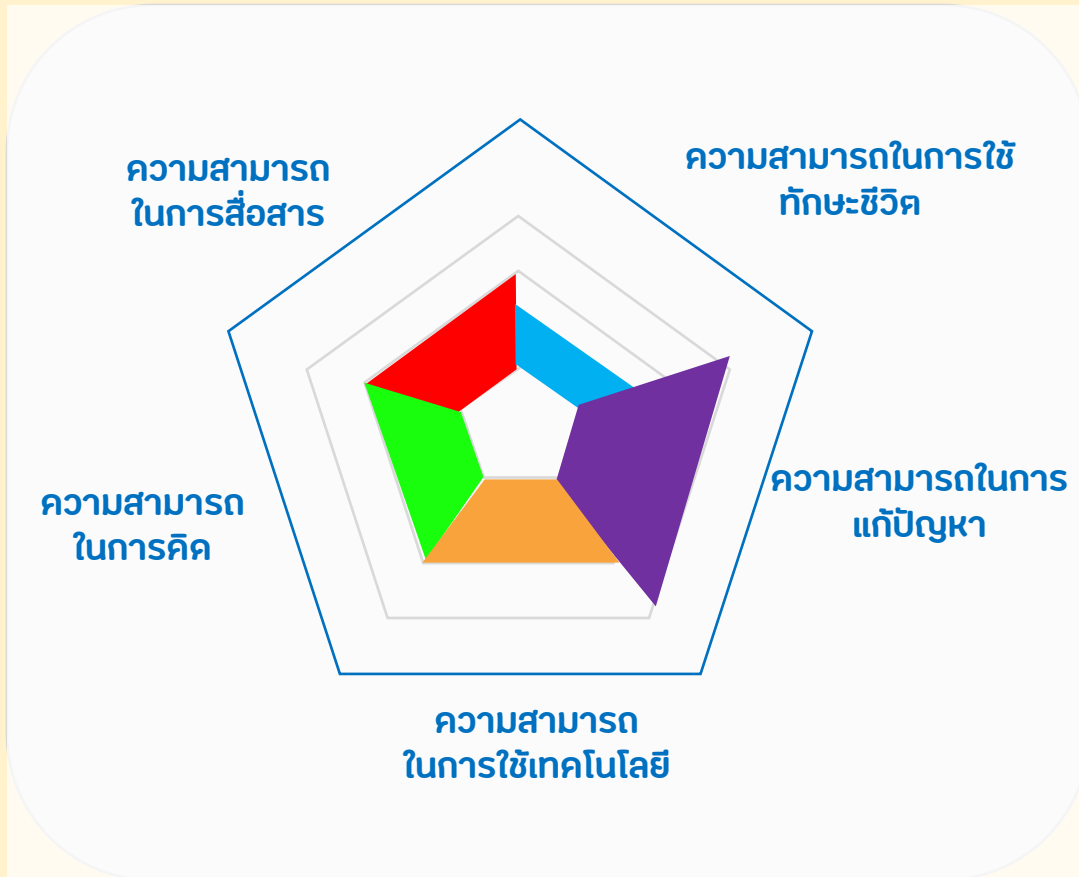 ความสามารถ
ในการสื่อสาร
ความสามารถในการใช้
ทักษะชีวิต
ความสามารถ
ในการคิด
ความสามารถในการ
แก้ปัญหา
ความสามารถ
ในการใช้เทคโนโลยี